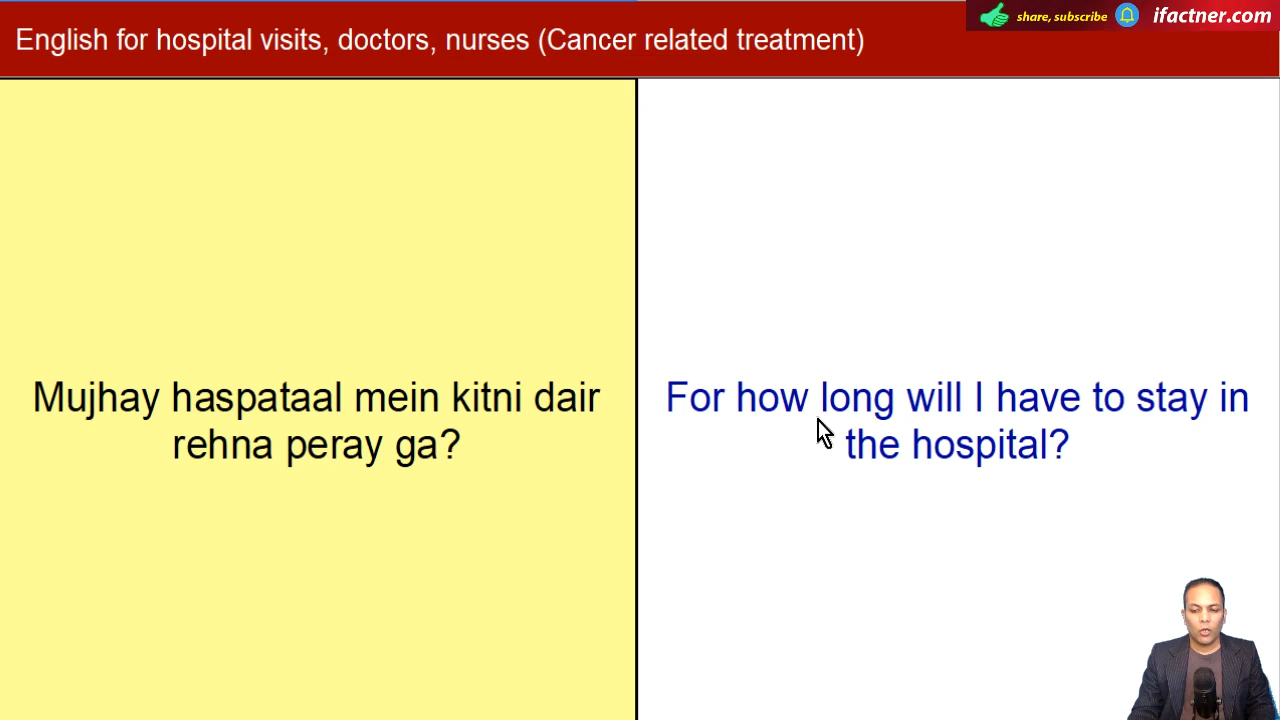 English for hospital visits, doctors, nurses (Cancer related treatment)
share, subscribe
ifactner.com
Mujhay haspataal mein kitni dair
rehna peray ga?
For how long will I have to stay in
the hospital?